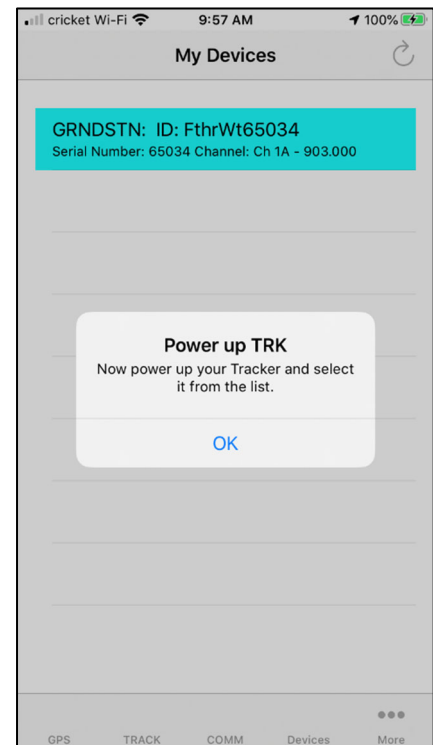 cricket Wi-Fi 9:57 AM 100%
My Devices
GRNDSTN: ID: FthrWt65034
Serial Number: 65034 Channel: Ch 1A - 903.000
Power up TRK
Now power up your Tracker and select
it from the list.
OK
GPS TRACK COMM Devices More